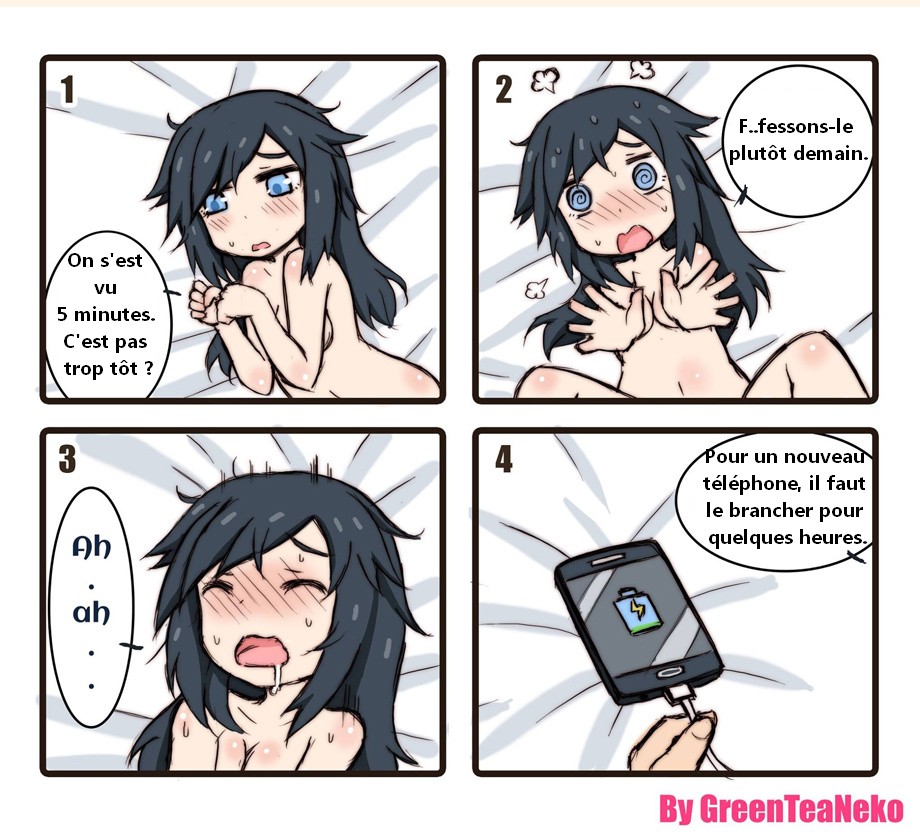 1
On s'est
vu
5 minutes.
C'est pas
trop tôt ?
2
F..fessons-le
plutôt demain.
3
Ah
.
ah
.
.
4
Pour un nouveau
téléphone, il faut
le brancher pour
quelques heures.
By GreenTeaNeko